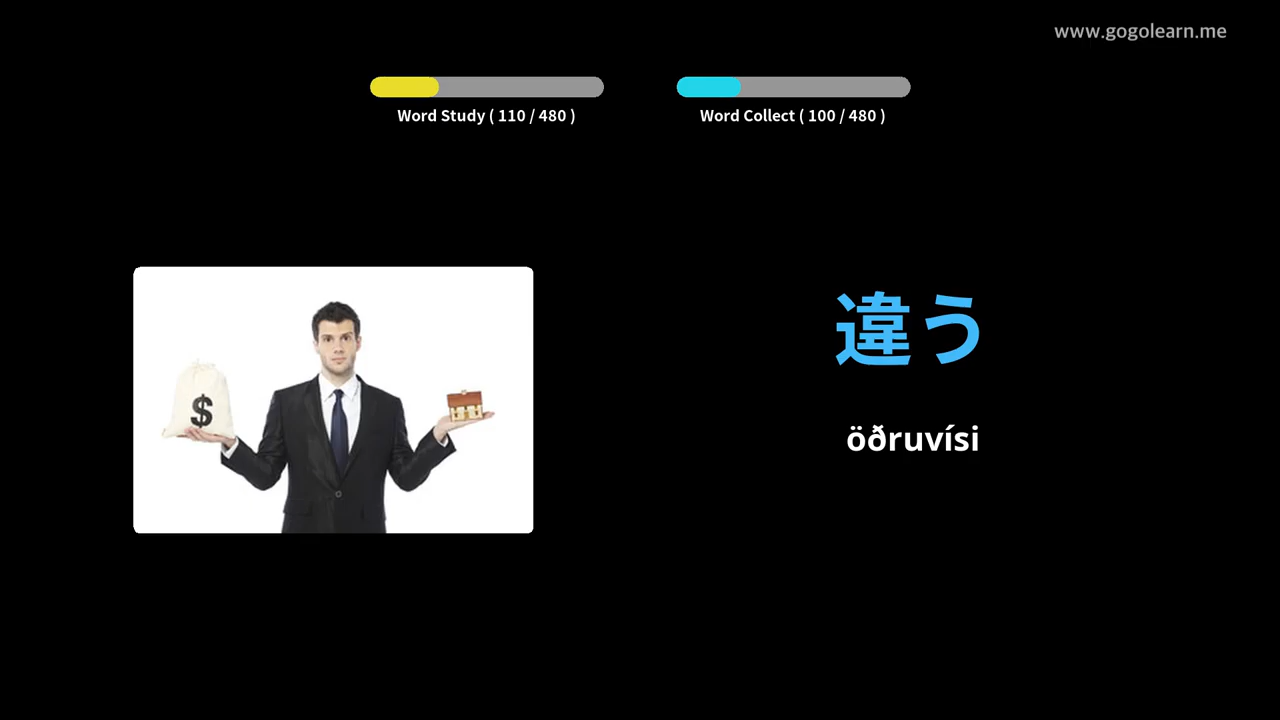 www.gogolearn.me
Word Study ( 110 / 480 )
Word Collect ( 100 / 480 )
$
違う
öðruvísi